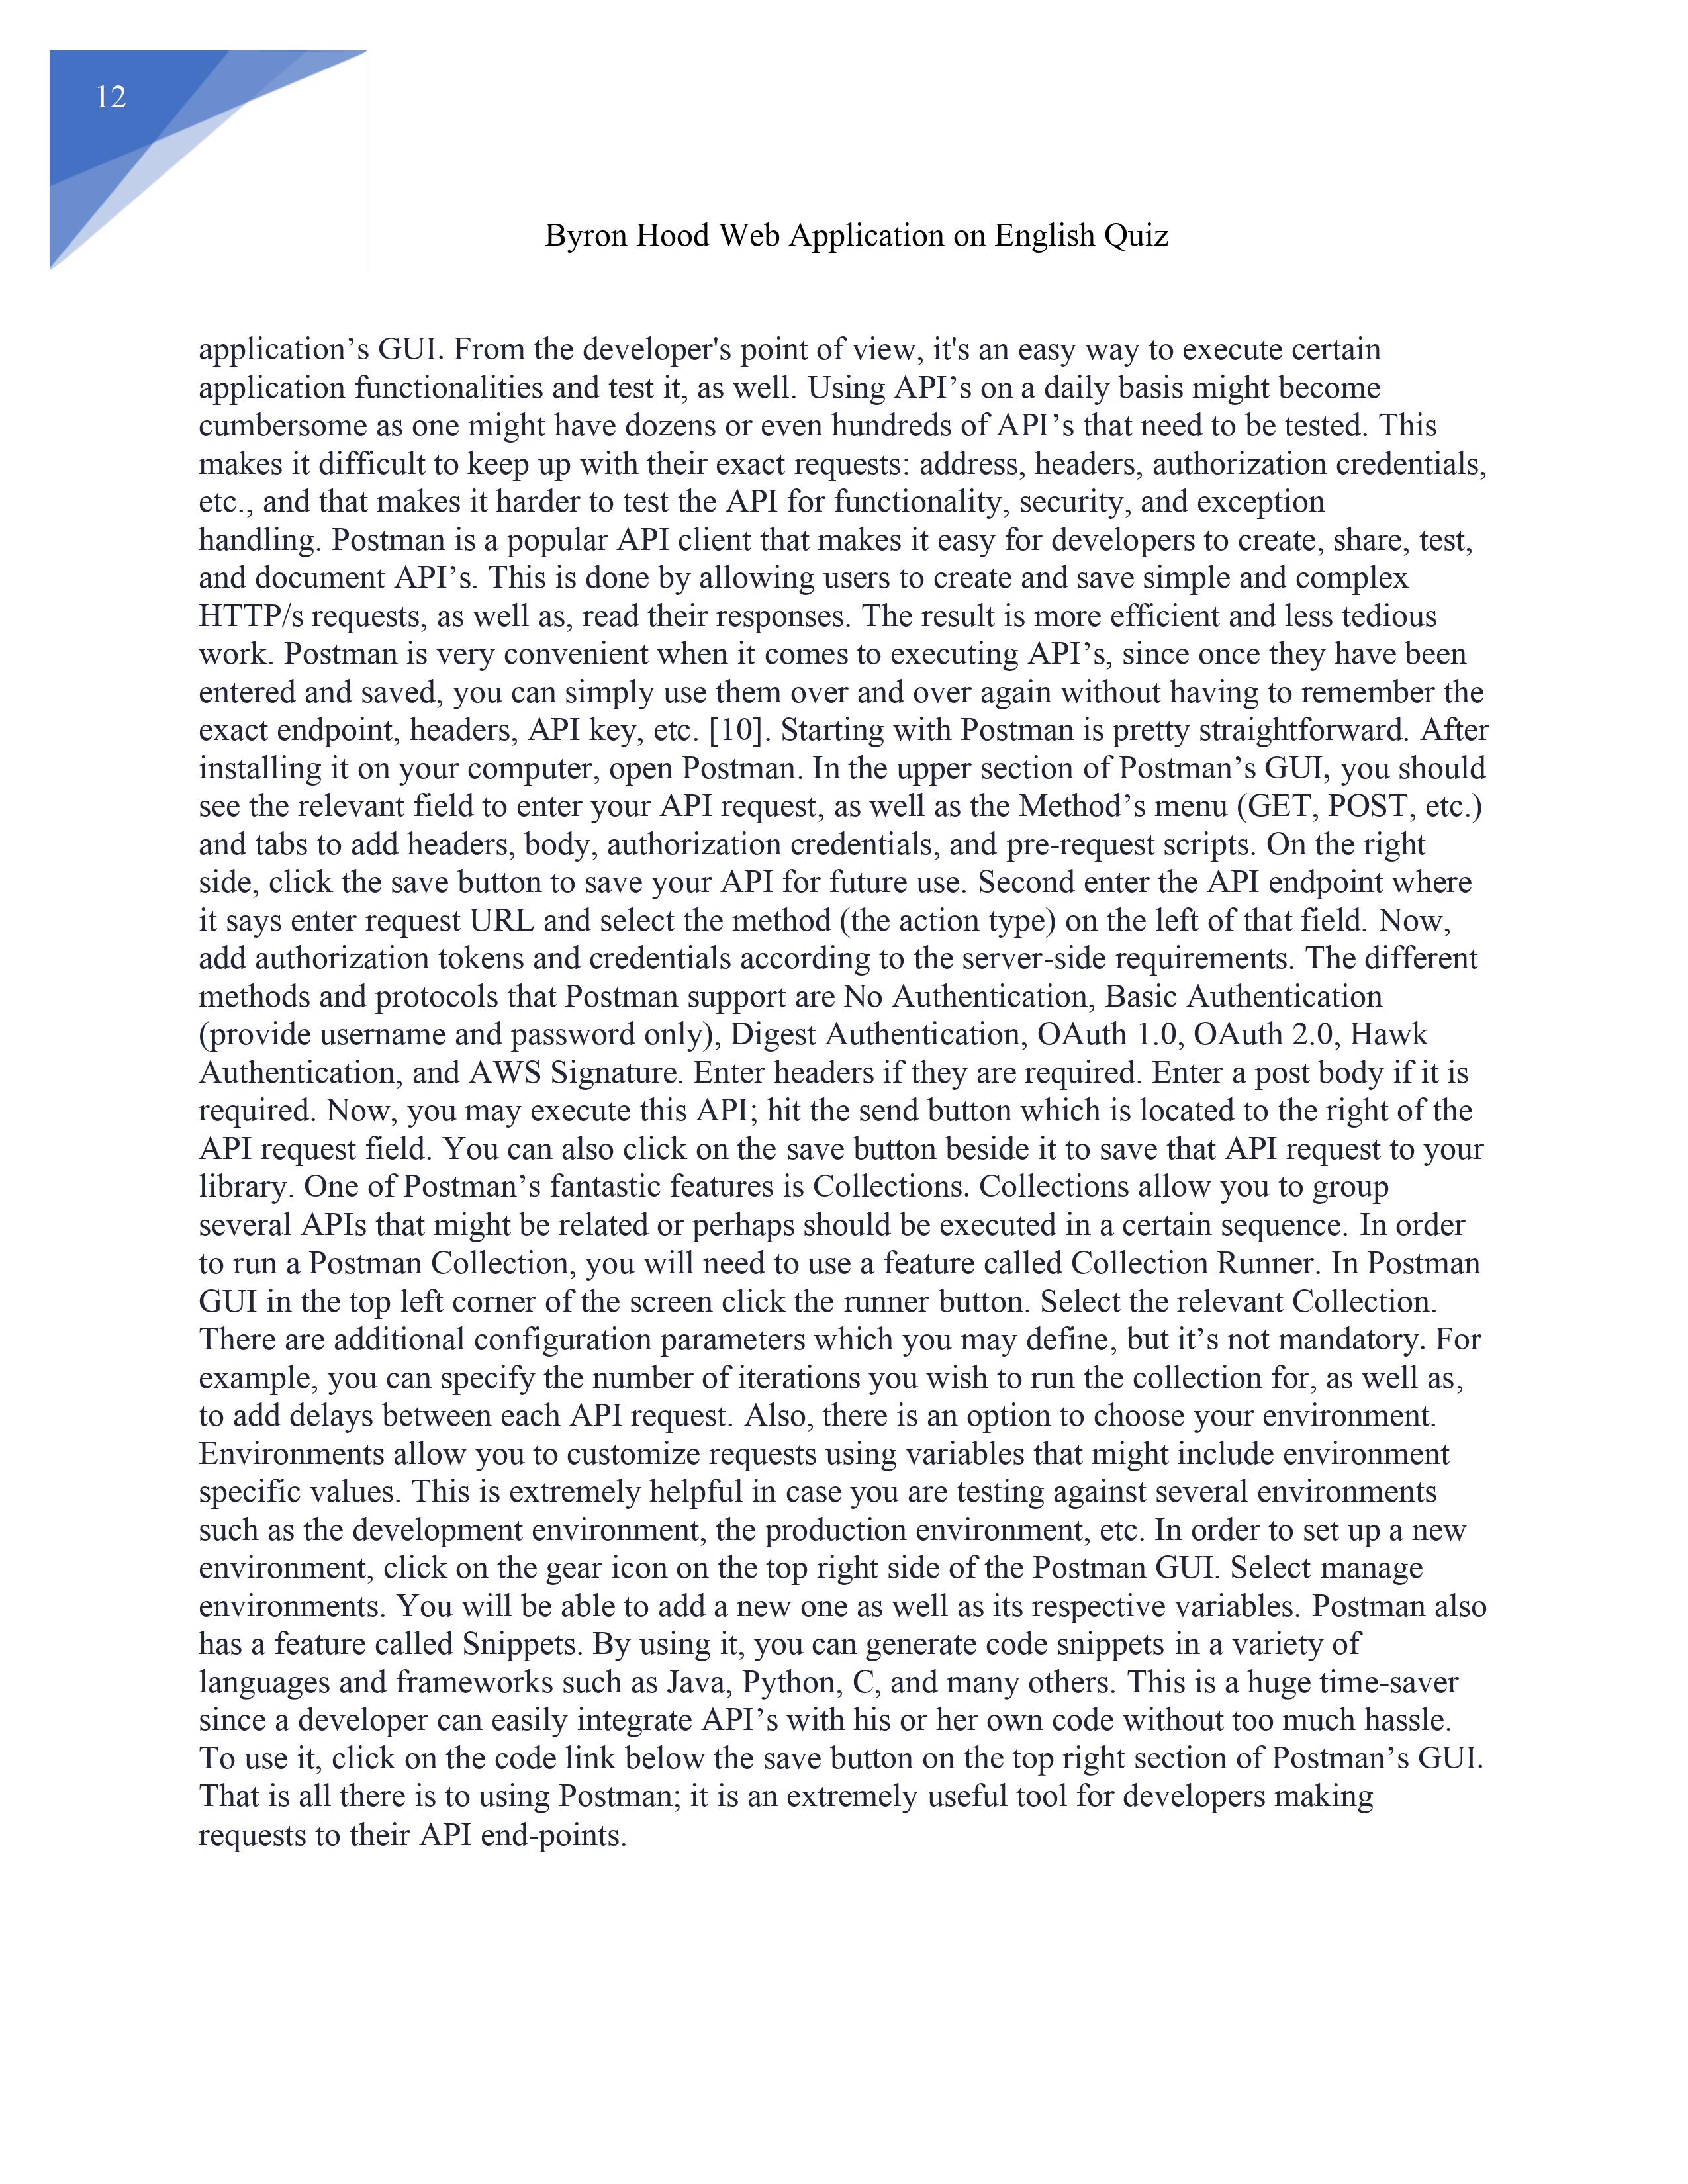 12
Byron Hood Web Application on English Quiz
application’s GUI. From the developer's point of view, it's an easy way to execute certain
application functionalities and test it, as well. Using API’s on a daily basis might become
cumbersome as one might have dozens or even hundreds of API’s that need to be tested. This
makes it difficult to keep up with their exact requests: address, headers, authorization credentials,
etc., and that makes it harder to test the API for functionality, security, and exception
handling. Postman is a popular API client that makes it easy for developers to create, share, test,
and document API’s. This is done by allowing users to create and save simple and complex
HTTP/s requests, as well as, read their responses. The result is more efficient and less tedious
work. Postman is very convenient when it comes to executing API’s, since once they have been
entered and saved, you can simply use them over and over again without having to remember the
exact endpoint, headers, API key, etc. [10]. Starting with Postman is pretty straightforward. After
installing it on your computer, open Postman. In the upper section of Postman’s GUI, you should
see the relevant field to enter your API request, as well as the Method’s menu (GET, POST, etc.)
and tabs to add headers, body, authorization credentials, and pre-request scripts. On the right
side, click the save button to save your API for future use. Second enter the API endpoint where
it says enter request URL and select the method (the action type) on the left of that field. Now,
add authorization tokens and credentials according to the server-side requirements. The different
methods and protocols that Postman support are No Authentication, Basic Authentication
(provide username and password only), Digest Authentication, OAuth 1.0, OAuth 2.0, Hawk
Authentication, and AWS Signature. Enter headers if they are required. Enter a post body if it is
required. Now, you may execute this API; hit the send button which is located to the right of the
API request field. You can also click on the save button beside it to save that API request to your
library. One of Postman’s fantastic features is Collections. Collections allow you to group
several APIs that might be related or perhaps should be executed in a certain sequence. In order
to run a Postman Collection, you will need to use a feature called Collection Runner. In Postman
GUI in the top left corner of the screen click the runner button. Select the relevant Collection.
There are additional configuration parameters which you may define, but it’s not mandatory. For
example, you can specify the number of iterations you wish to run the collection for, as well as,
to add delays between each API request. Also, there is an option to choose your environment.
Environments allow you to customize requests using variables that might include environment
specific values. This is extremely helpful in case you are testing against several environments
such as the development environment, the production environment, etc. In order to set up a new
environment, click on the gear icon on the top right side of the Postman GUI. Select manage
environments. You will be able to add a new one as well as its respective variables. Postman also
has a feature called Snippets. By using it, you can generate code snippets in a variety of
languages and frameworks such as Java, Python, C, and many others. This is a huge time-saver
since a developer can easily integrate API’s with his or her own code without too much hassle.
To use it, click on the code link below the save button on the top right section of Postman’s GUI.
That is all there is to using Postman; it is an extremely useful tool for developers making
requests to their API end-points.